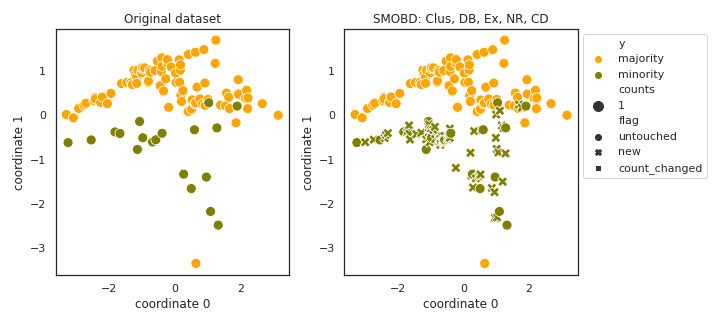 Original dataset
SMOBD: Clus, DB, Ex, NR, CD
coordinate 1
1
0
−1
−2
−3
−2
0
2
coordinate 0
coordinate 1
1
0
−1
−2
−3
−2
0
2
coordinate 0
y
majority
minority
counts
1
flag
untouched
new
count_changed